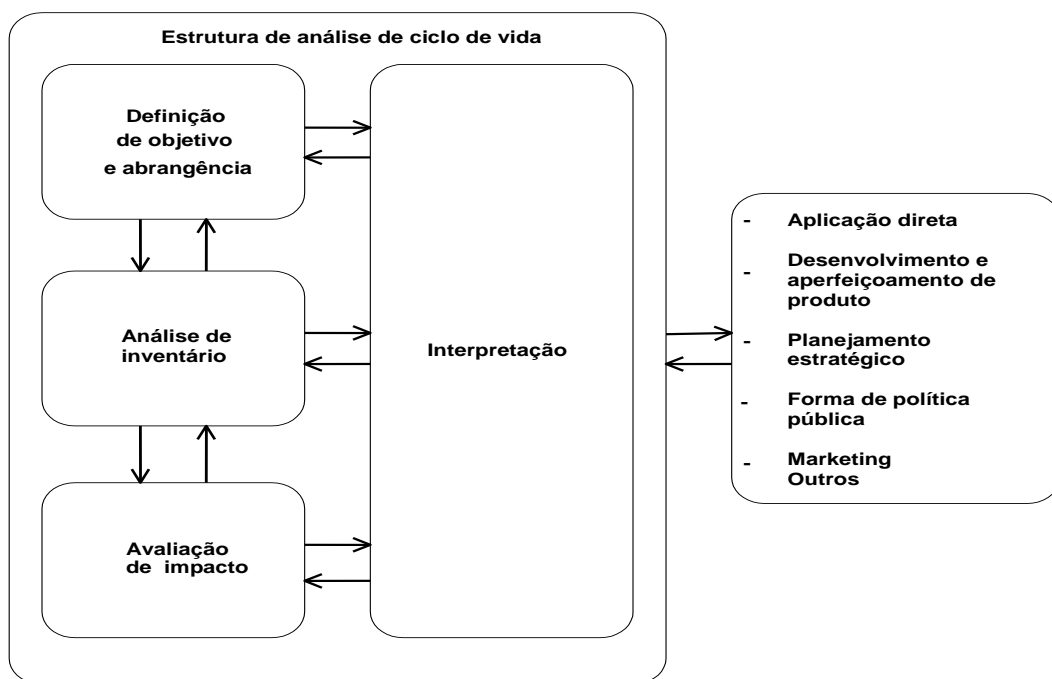 Estrutura de análise de ciclo de vida
Definição
de objetivo
e abrangência
Análise de
inventário
Avaliação
de impacto
Interpretação
- Aplicação direta
- Desenvolvimento e
aperfeiçoamento de
produto
- Planejamento
estratégico
- Forma de política
pública
- Marketing
Outros